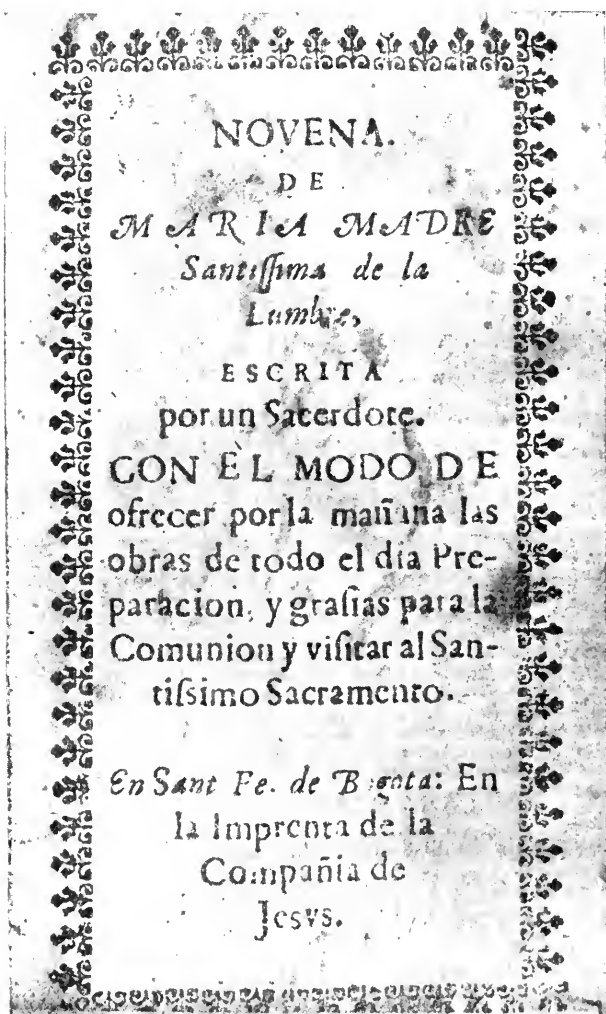 NOVENA.
DE
MARIA MADRE
Santiſſima de la
Lumbre,
ESCRITA
por un Sacerdote.
CON EL MODO DE
ofrecer por la mañana las
obras de todo el dia Pre-
paracion, y graſias para la
Comunion y viſitar al San-
tiſsimo Sacramento.
En Sant Fe. de Bogota: En
la Imprenta de la
Compañia de
Jesvs.